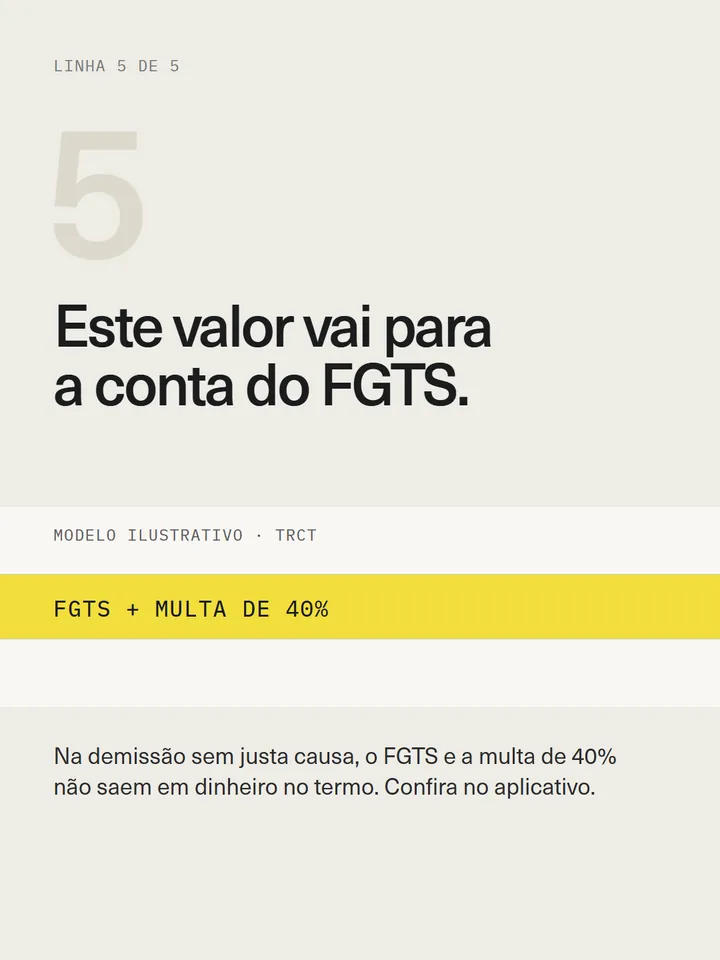 LINHA 5 DE 5
5
Este valor vai para
a conta do FGTS.
MODELO ILUSTRATIVO · TRCT
FGTS + MULTA DE 40%
Na demissão sem justa causa, o FGTS e a multa de 40%
não saem em dinheiro no termo. Confira no aplicativo.